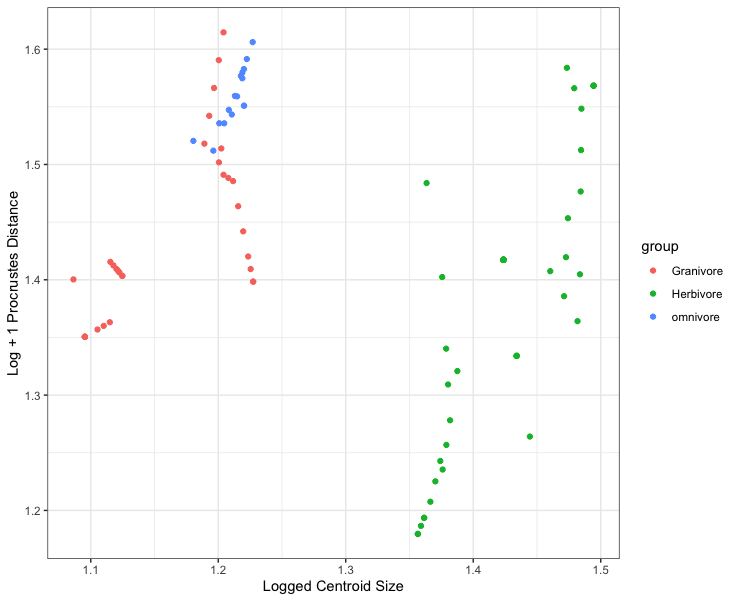 1.6
1.5
1.4
1.3
1.2
Log + 1 Procrustes Distance
1.1
1.2
1.3
1.4
1.5
Logged Centroid Size
group
Granivore
Herbivore
omnivore